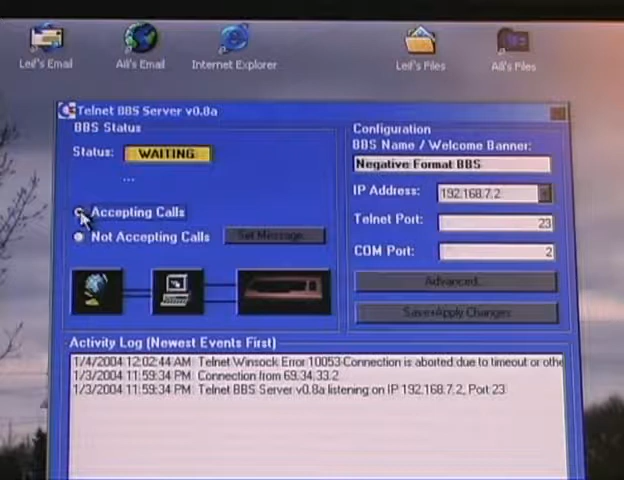 Leif's Email
Aili's Email
Internet Explorer
Leif's Files
Aili's Files
Telnet BBS Server v0.8a
BBS Status
Status:
WAITING
...
Accepting Calls
Not Accepting Calls
Set Message...
Configuration
BBS Name / Welcome Banner:
Negative Format BBS
IP Address:
192.168.7.2
Telnet Port:
23
COM Port:
2
Advanced...
Save+Apply Changes
Activity Log (Newest Events First)
1/4/2004 12:02:44 AM: Telnet Winsock Error 10053-Connection is aborted due to timeout or othe
1/3/2004 11:59:34 PM: Connection from 69.34.33.2
1/3/2004 11:59:34 PM: Telnet BBS Server v0.8a listening on IP 192.168.7.2, Port 23